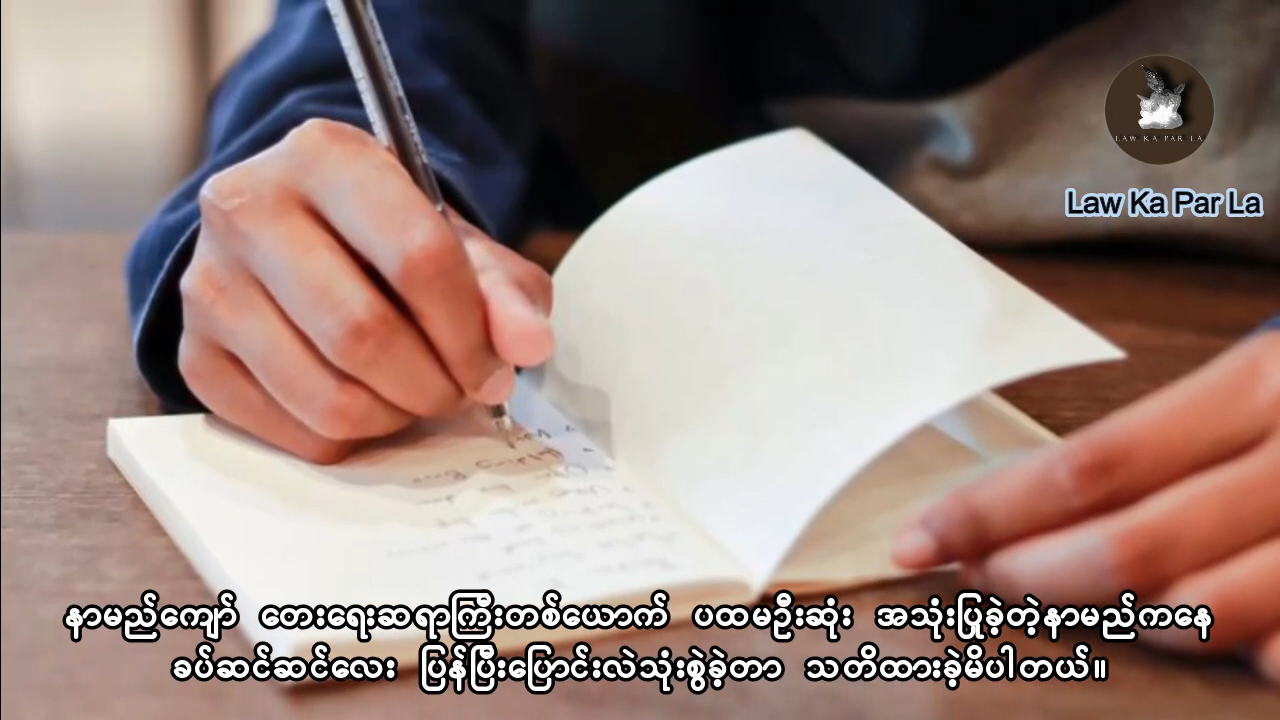 LAW KA PAR LA
Law Ka Par La
နာမည်ကျော် တေးရေးဆရာကြီးတစ်ယောက် ပထမဦးဆုံး အသုံးပြုခဲ့တဲ့နာမည်ကနေ
ခပ်ဆင်ဆင်လေး ပြန်ပြီးပြောင်းလဲသုံးစွဲခဲ့တာ သတိထားခဲ့မိပါတယ်။